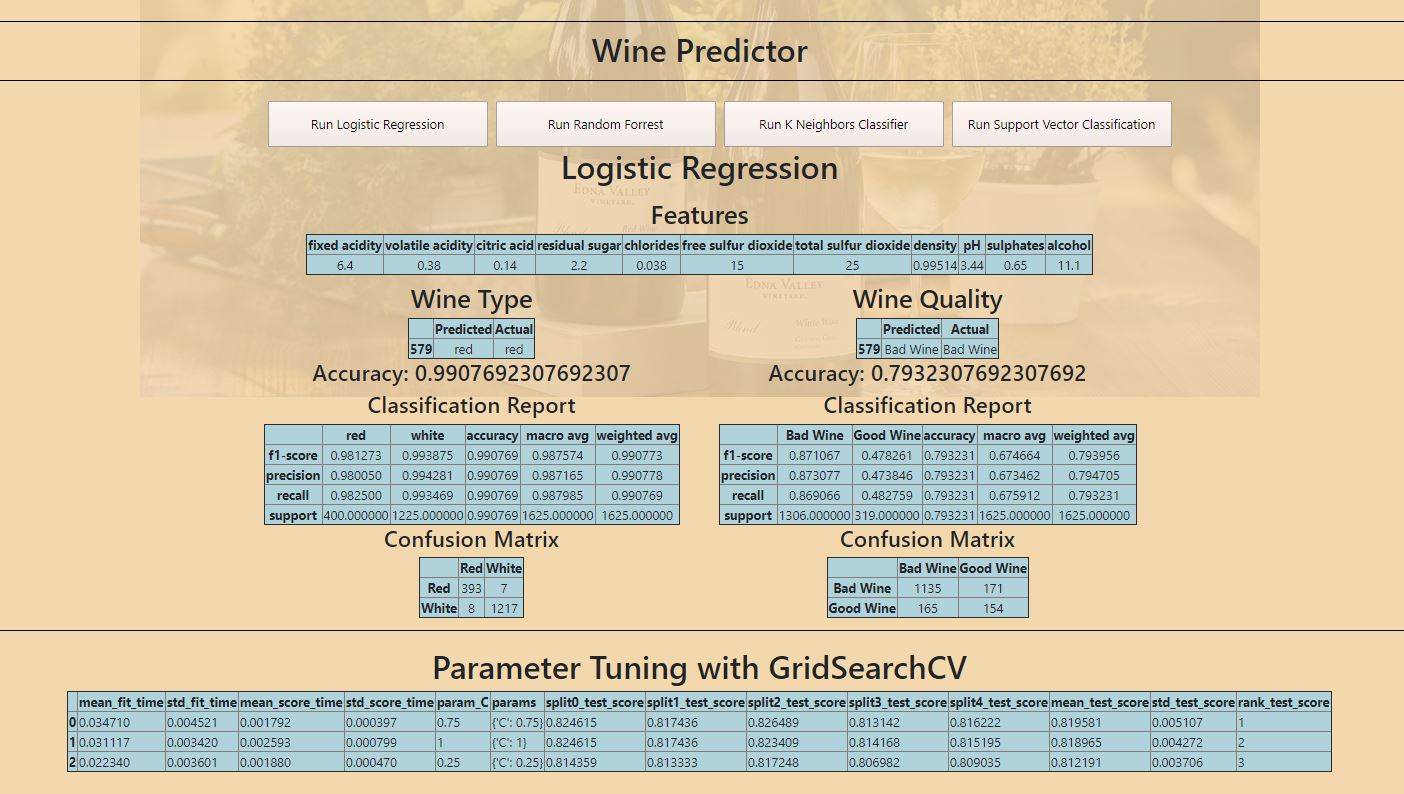 Wine Predictor
Run Logistic Regression Run Random Forrest Run K Neighbors Classifier Run Support Vector Classification
Logistic Regression
EDNA VALLEY
VINEYARD
Features
fixed acidity volatile acidity citric acid residual sugar chlorides free sulfur dioxide total sulfur dioxide density pH sulphates alcohol
6.4 0.38 0.14 2.2 0.038 15 25 0.99514 3.44 0.65 11.1
EDNA VALLEY
VINEYARD
Blend White Wine
Wine Type Wine Quality
Predicted Actual Predicted Actual
579 red red 579 Bad Wine Bad Wine
Accuracy: 0.9907692307692307 Accuracy: 0.7932307692307692
Classification Report Classification Report
red white accuracy macro avg weighted avg Bad Wine Good Wine accuracy macro avg weighted avg
f1-score 0.981273 0.993875 0.990769 0.987574 0.990773 f1-score 0.871067 0.478261 0.793231 0.674664 0.793956
precision 0.980050 0.994281 0.990769 0.987165 0.990778 precision 0.873077 0.473846 0.793231 0.673462 0.794705
recall 0.982500 0.993469 0.990769 0.987985 0.990769 recall 0.869066 0.482759 0.793231 0.675912 0.793231
support 400.000000 1225.000000 0.990769 1625.000000 1625.000000 support 1306.000000 319.000000 0.793231 1625.000000 1625.000000
Confusion Matrix Confusion Matrix
Red White Bad Wine Good Wine
Red 393 7 Bad Wine 1135 171
White 8 1217 Good Wine 165 154
Parameter Tuning with GridSearchCV
mean_fit_time std_fit_time mean_score_time std_score_time param_C params split0_test_score split1_test_score split2_test_score split3_test_score split4_test_score mean_test_score std_test_score rank_test_score
0 0.034710 0.004521 0.001792 0.000397 0.75 {'C': 0.75} 0.824615 0.817436 0.826489 0.813142 0.816222 0.819581 0.005107 1
1 0.031117 0.003420 0.002593 0.000799 1 {'C': 1} 0.824615 0.817436 0.823409 0.814168 0.815195 0.818965 0.004272 2
2 0.022340 0.003601 0.001880 0.000470 0.25 {'C': 0.25} 0.814359 0.813333 0.817248 0.806982 0.809035 0.812191 0.003706 3